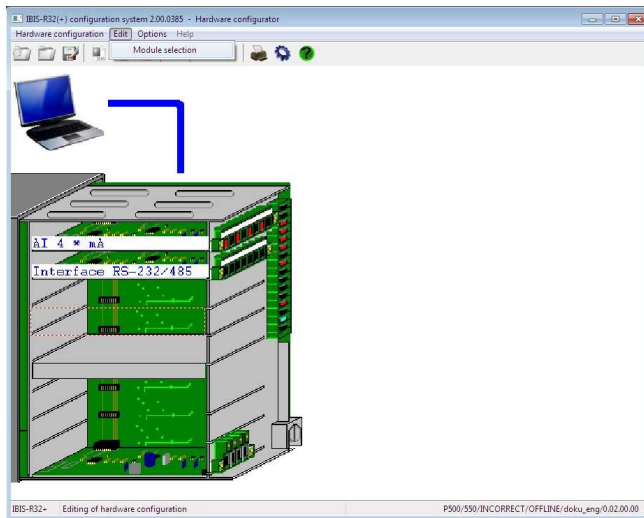 IBIS-R32(+) configuration system 2.00.0385 - Hardware configurator
Hardware configuration Edit Options Help
Module selection
AI 4 * mA
Interface RS-232/485
IBIS-R32+ Editing of hardware configuration P500/550/INCORRECT/OFFLINE/doku_eng/0.02.00.00